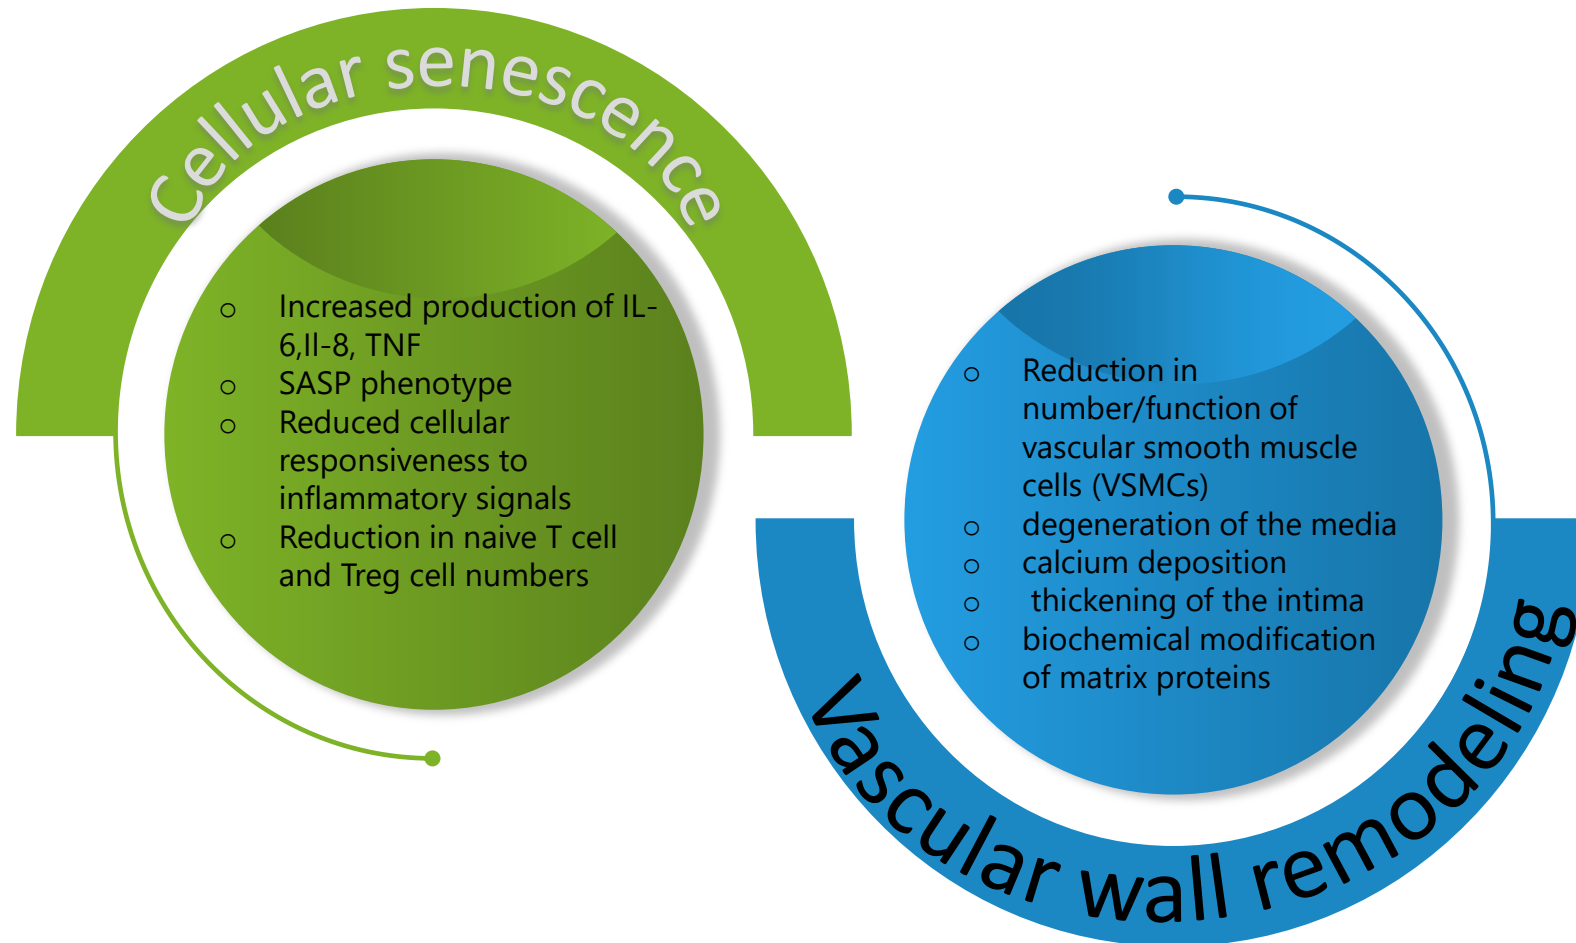 Cellular senescence
o Increased production of IL-
6,Il-8, TNF
o SASP phenotype
o Reduced cellular
responsiveness to
inflammatory signals
o Reduction in naive T cell
and Treg cell numbers
o Reduction in
number/function of
vascular smooth muscle
cells (VSMCs)
o degeneration of the media
o calcium deposition
o thickening of the intima
o biochemical modification
of matrix proteins
Vascular wall remodeling